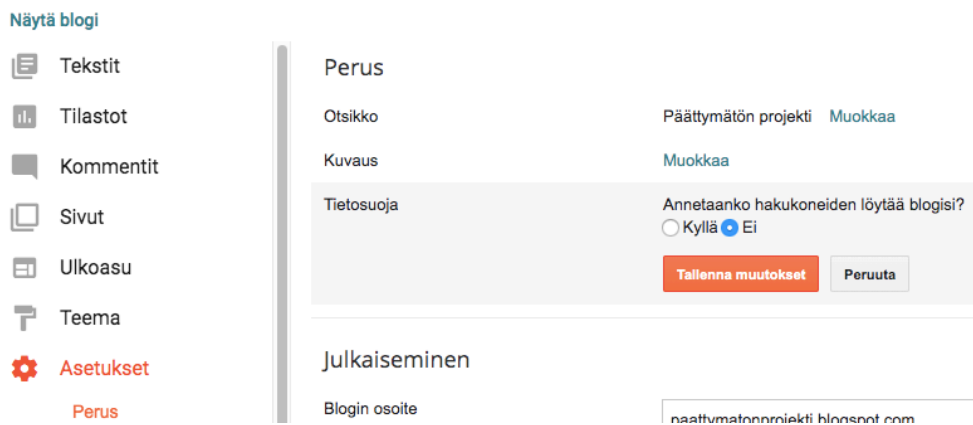 Näytä blogi
Tekstit
Tilastot
Kommentit
Sivut
Ulkoasu
Teema
Asetukset
Perus
Perus
Otsikko Päättymätön projekti Muokkaa
Kuvaus Muokkaa
Tietosuoja Annetaanko hakukoneiden löytää blogisi?
Kyllä Ei
Tallenna muutokset Peruuta
Julkaiseminen
Blogin osoite paattymatonprojekti.blogspot.com